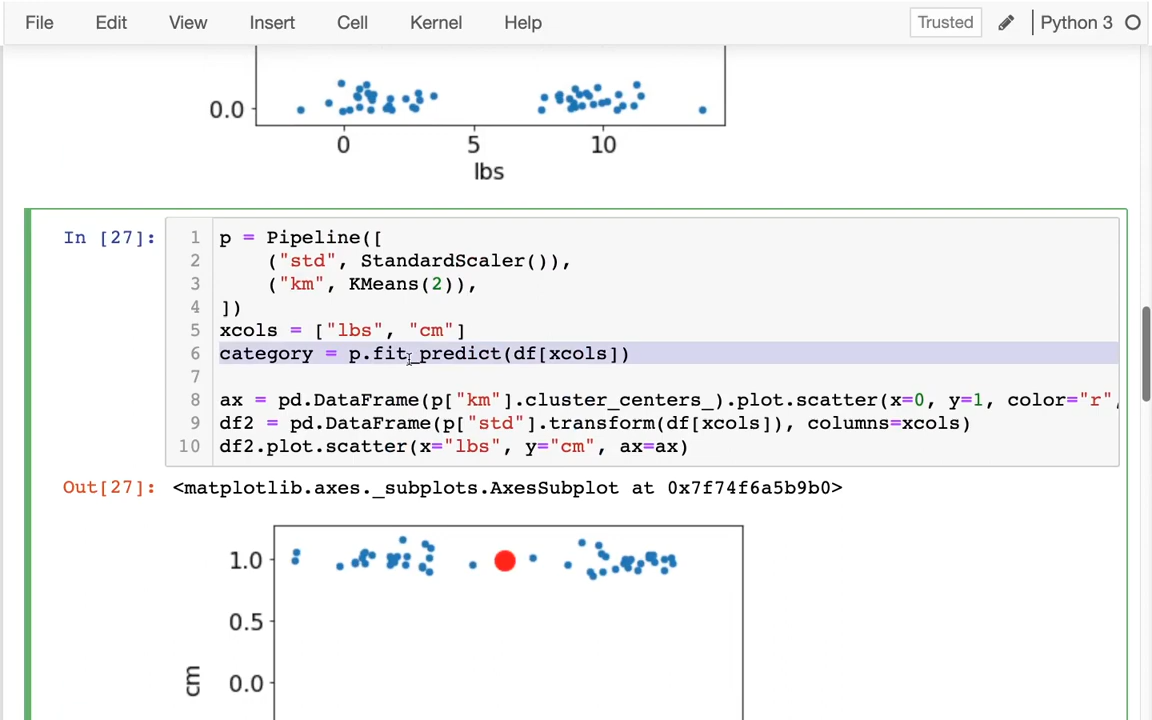 File Edit View Insert Cell Kernel Help Trusted Python 3
0.0
0 5 10
lbs
In [27]:
1 p = Pipeline([
2 ("std", StandardScaler()),
3 ("km", KMeans(2)),
4 ])
5 xcols = ["lbs", "cm"]
6 category = p.fit_predict(df[xcols])
7
8 ax = pd.DataFrame(p["km"].cluster_centers_).plot.scatter(x=0, y=1, color="r",
9 df2 = pd.DataFrame(p["std"].transform(df[xcols]), columns=xcols)
10 df2.plot.scatter(x="lbs", y="cm", ax=ax)
Out[27]: <matplotlib.axes._subplots.AxesSubplot at 0x7f74f6a5b9b0>
1.0
0.5
cm
0.0